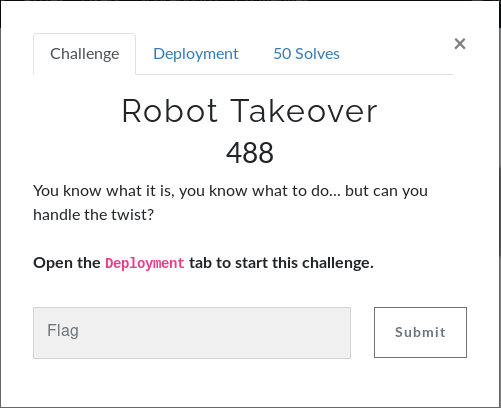 Challenge
Deployment
50 Solves
×
Robot Takeover
488
You know what it is, you know what to do... but can you
handle the twist?
Open the Deployment tab to start this challenge.
Flag
Submit